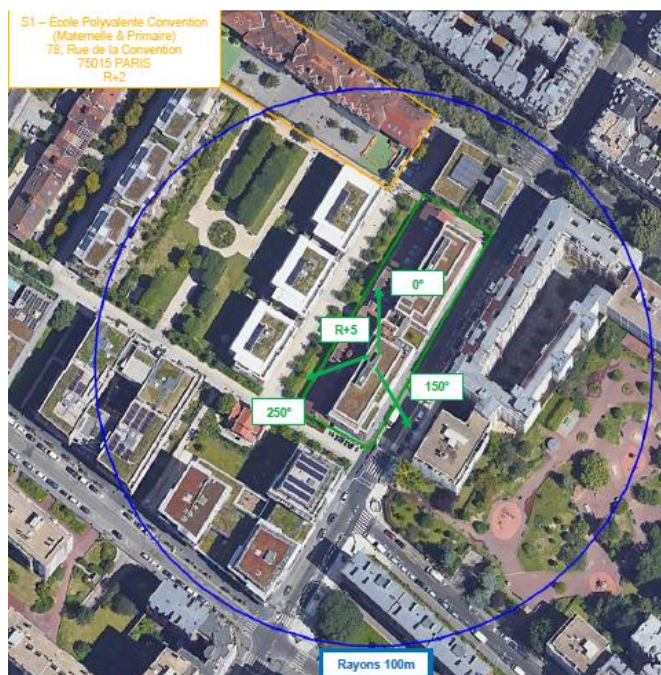 S1 – École Polyvalente Convention
(Maternelle & Primaire)
78, Rue de la Convention
75015 PARIS
R+2
0°
R+5
150°
250°
Rayons 100m